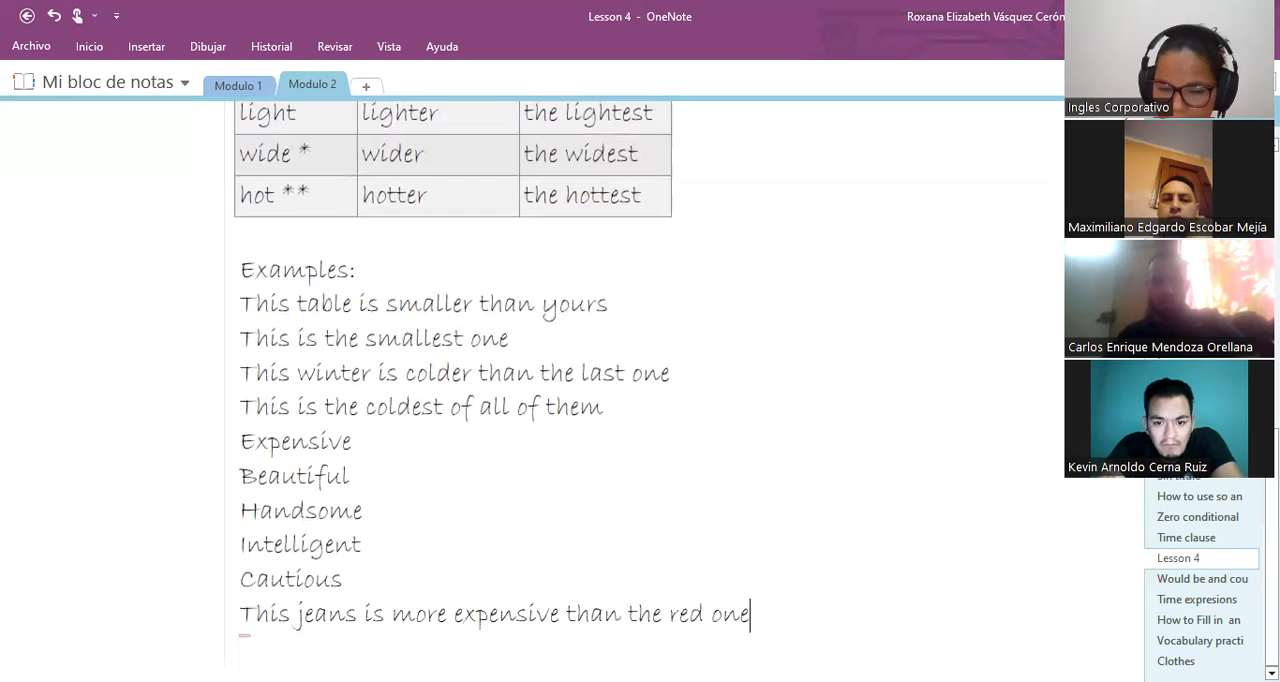 Lesson 4 - OneNote
Roxana Elizabeth Vásquez Cerón
Archivo Inicio Insertar Dibujar Historial Revisar Vista Ayuda
Mi bloc de notas Modulo 1 Modulo 2 +
light lighter the lightest
wide * wider the widest
hot ** hotter the hottest
Examples:
This table is smaller than yours
This is the smallest one
This winter is colder than the last one
This is the coldest of all of them
Expensive
Beautiful
Handsome
Intelligent
Cautious
This jeans is more expensive than the red one
Ingles Corporativo
Maximiliano Edgardo Escobar Mejía
Carlos Enrique Mendoza Orellana
Kevin Arnoldo Cerna Ruiz
How to use so an
Zero conditional
Time clause
Lesson 4
Would be and cou
Time expresions
How to Fill in an
Vocabulary practi
Clothes